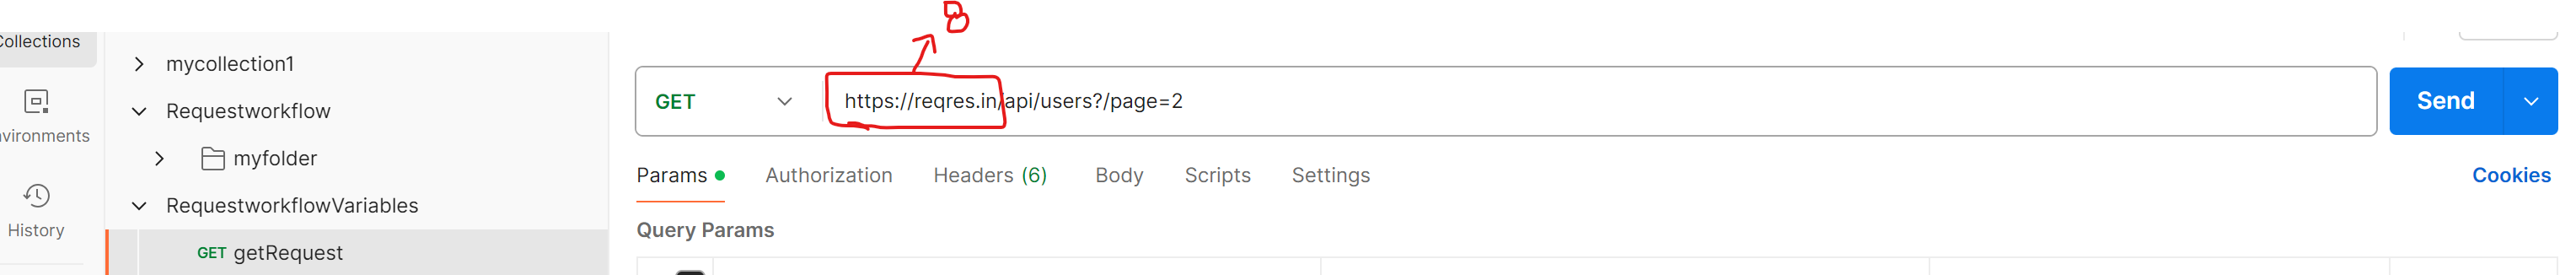 B
Collections
mycollection1
GET https://reqres.in/api/users?/page=2 Send
Requestworkflow
nvironments
myfolder
Params Authorization Headers (6) Body Scripts Settings Cookies
RequestworkflowVariables
History
Query Params
GET getRequest